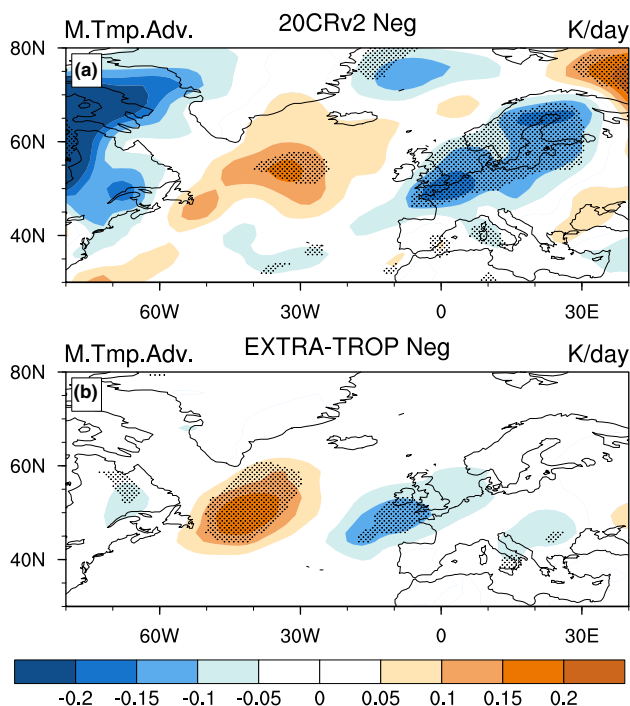 M.Tmp.Adv. 20CRv2 Neg K/day
(a)
80N
60N
40N
60W 30W 0 30E
M.Tmp.Adv. EXTRA-TROP Neg K/day
(b)
80N
60N
40N
60W 30W 0 30E
-0.2 -0.15 -0.1 -0.05 0 0.05 0.1 0.15 0.2